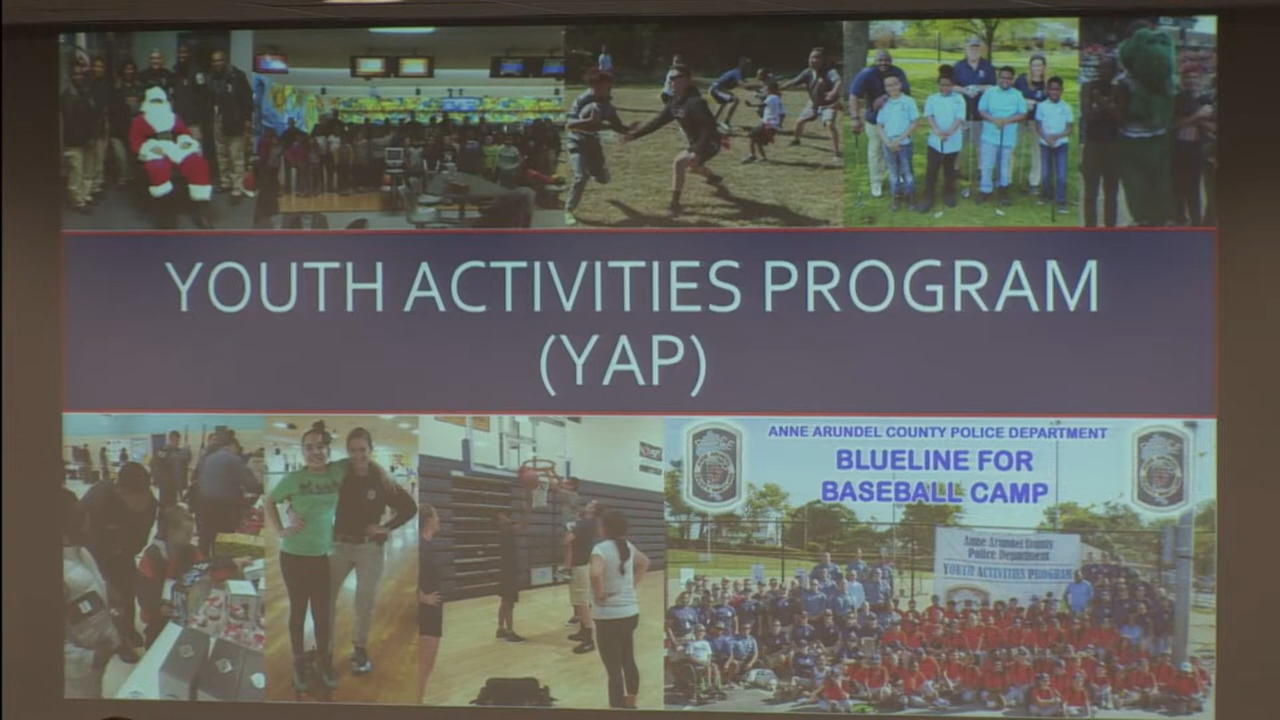 YOUTH ACTIVITIES PROGRAM
(YAP)
ANNE ARUNDEL COUNTY POLICE DEPARTMENT
BLUELINE FOR
BASEBALL CAMP
Anne Arundel County
Police Department
YOUTH ACTIVITIES PROGRAM